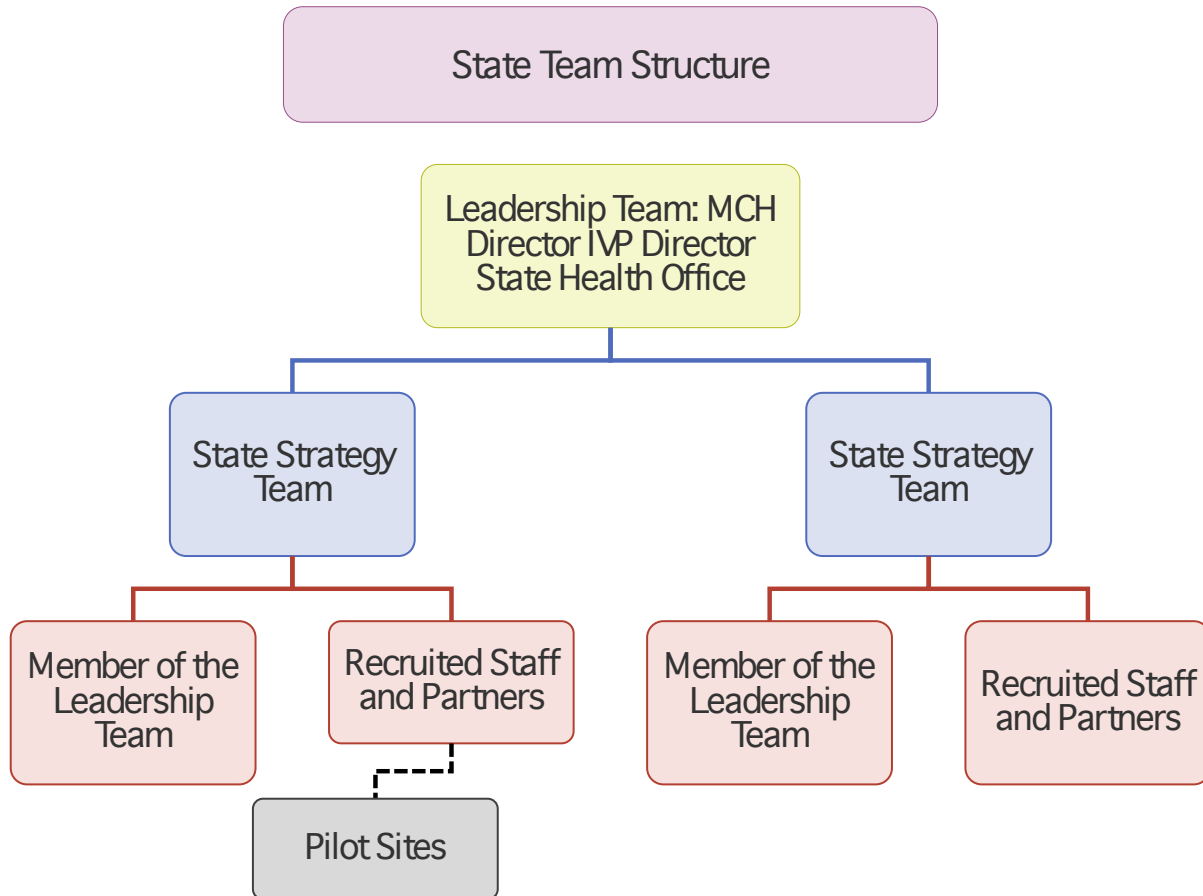 State Team Structure
Leadership Team: MCH
Director IVP Director
State Health Office
State Strategy
Team
State Strategy
Team
Member of the
Leadership
Team
Recruited Staff
and Partners
Member of the
Leadership
Team
Recruited Staff
and Partners
Pilot Sites